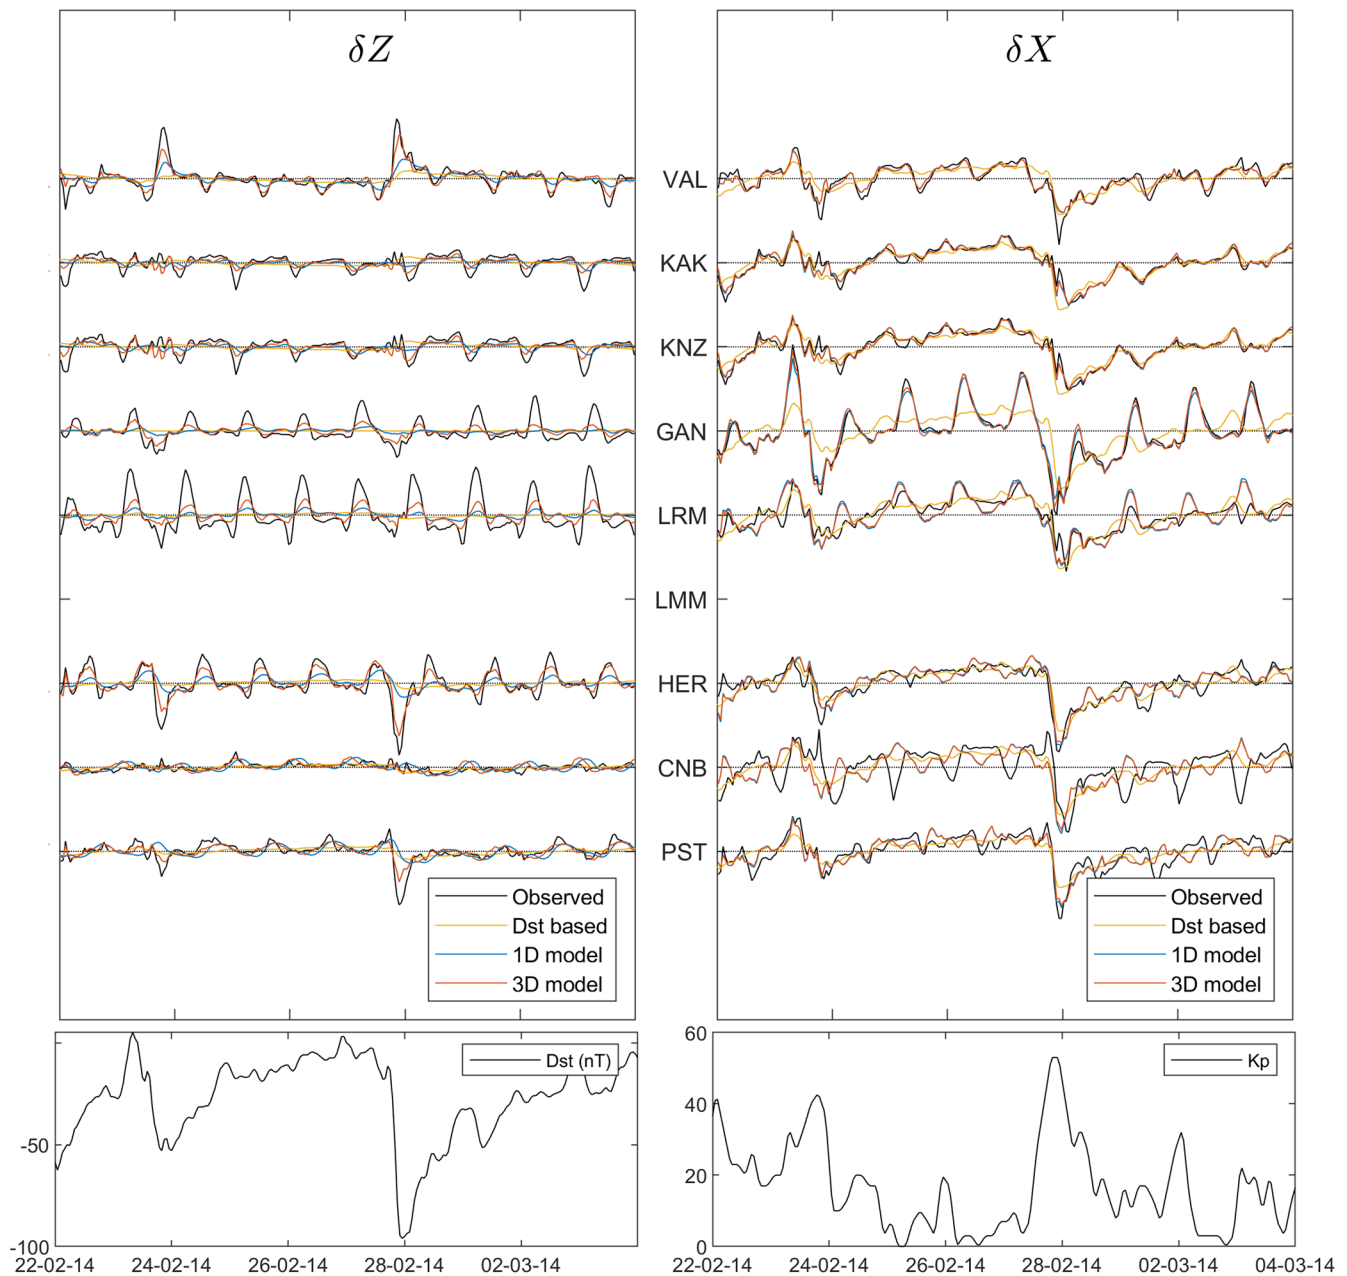 δZ
δX
VAL
KAK
KNZ
GAN
LRM
LMM
HER
CNB
PST
Observed
Dst based
1D model
3D model
Observed
Dst based
1D model
3D model
Dst (nT)
-50
-100
22-02-14 24-02-14 26-02-14 28-02-14 02-03-14
Kp
60
40
20
0
22-02-14 24-02-14 26-02-14 28-02-14 02-03-14 04-03-14